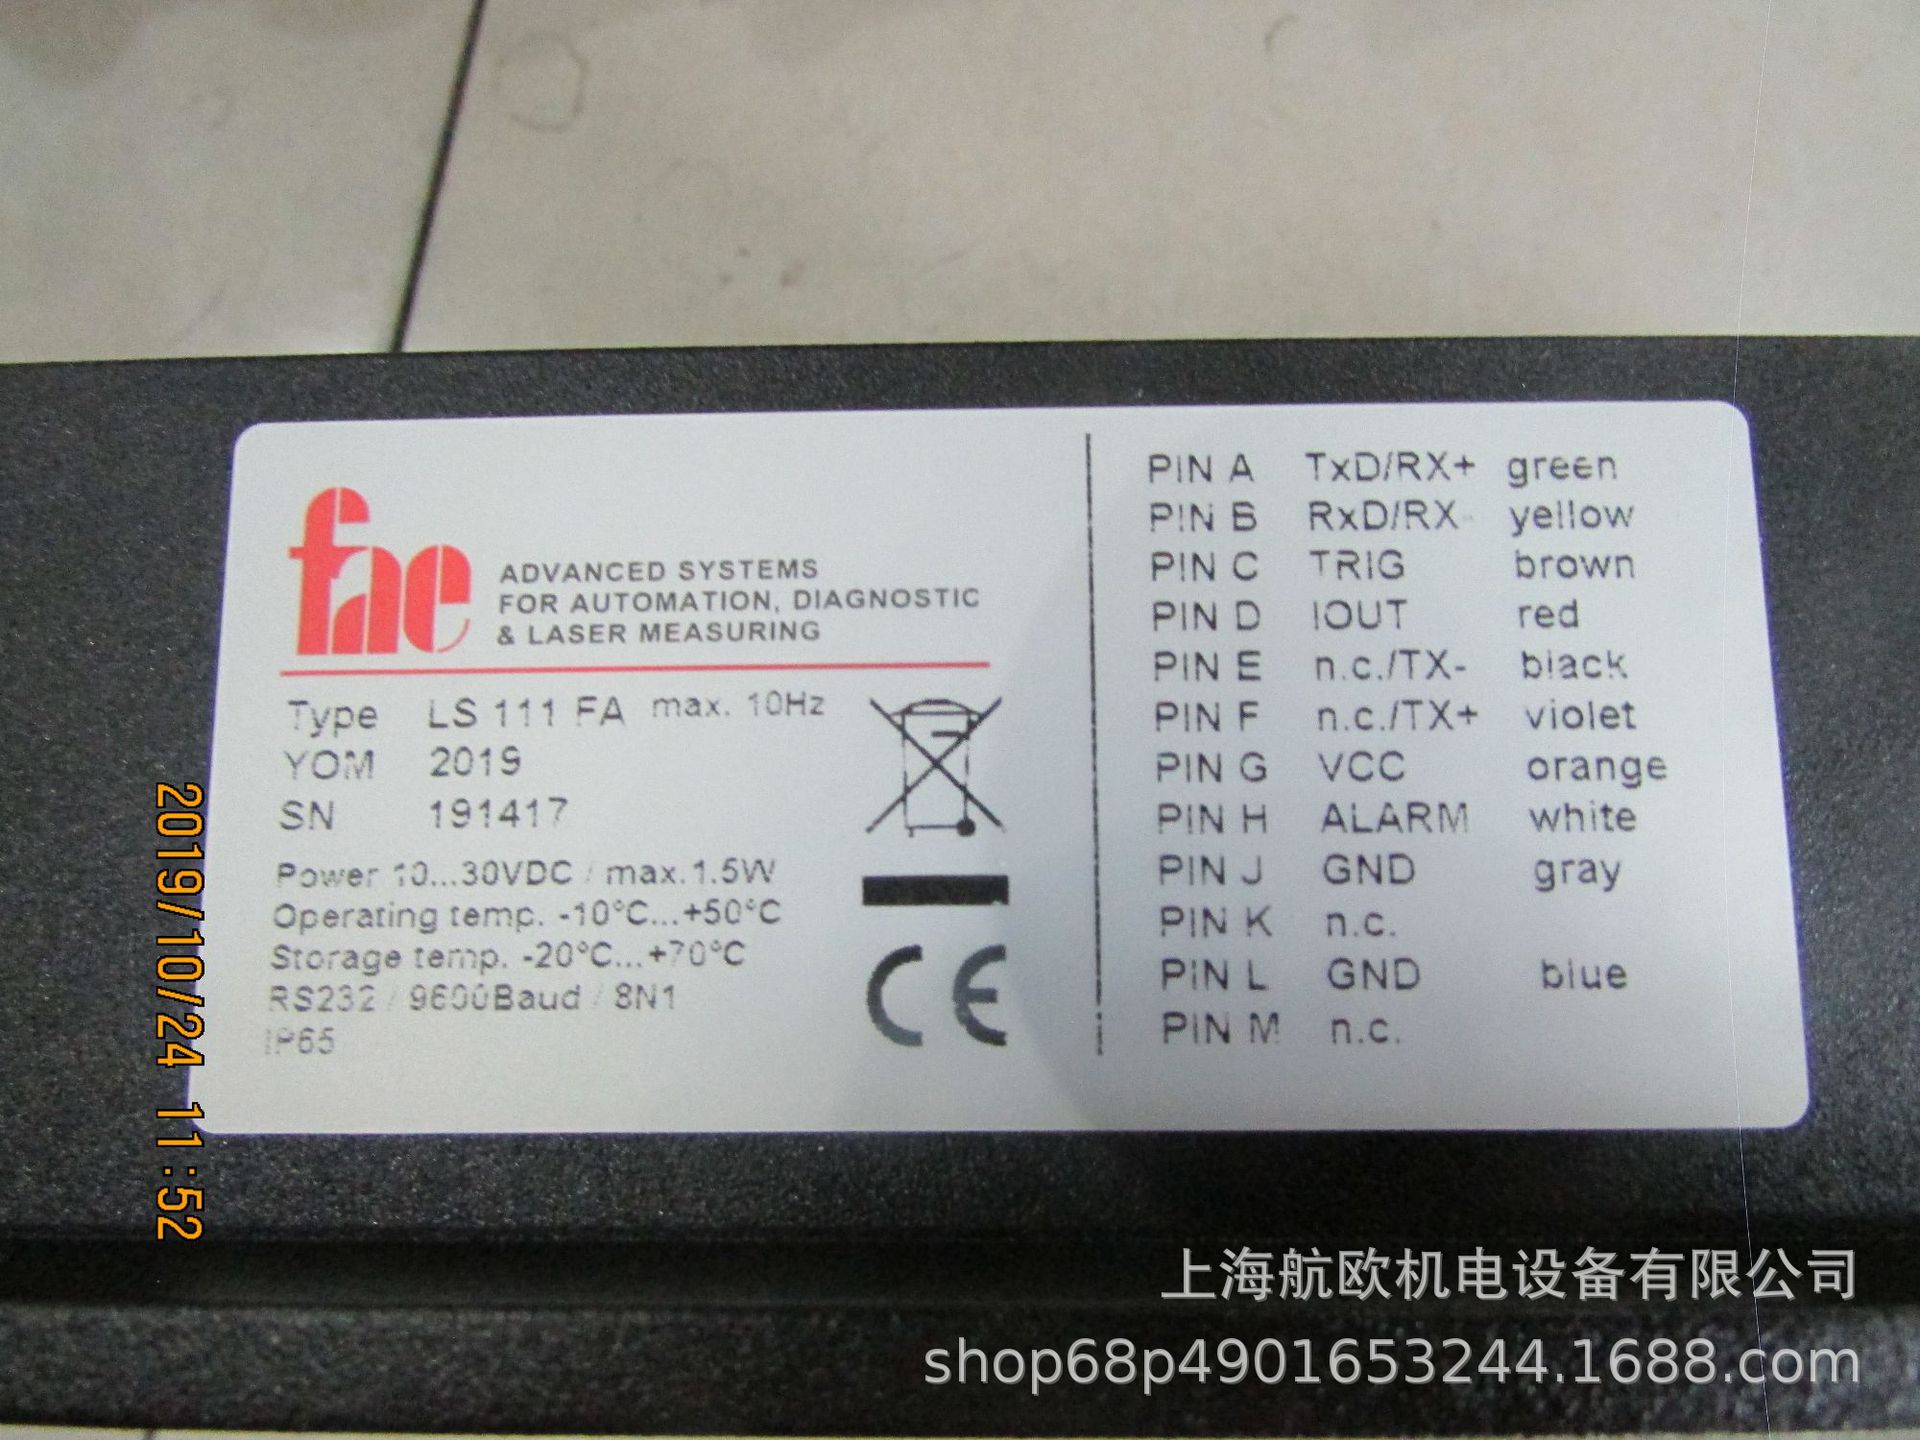 fae
ADVANCED SYSTEMS
FOR AUTOMATION, DIAGNOSTIC
& LASER MEASURING
Type LS 111 FA max. 10Hz
YOM 2019
SN 191417
Power 10...30VDC / max.1.5W
Operating temp. -10°C...+50°C
Storage temp. -20°C...+70°C
RS232 / 9600Baud / 8N1
IP65
CE
PIN A TxD/RX+ green
PIN B RxD/RX- yellow
PIN C TRIG brown
PIN D IOUT red
PIN E n.c./TX- black
PIN F n.c./TX+ violet
PIN G VCC orange
PIN H ALARM white
PIN J GND gray
PIN K n.c.
PIN L GND blue
PIN M n.c.
2019/10/24 11:52
上海航欧机电设备有限公司
shop68p4901653244.1688.com